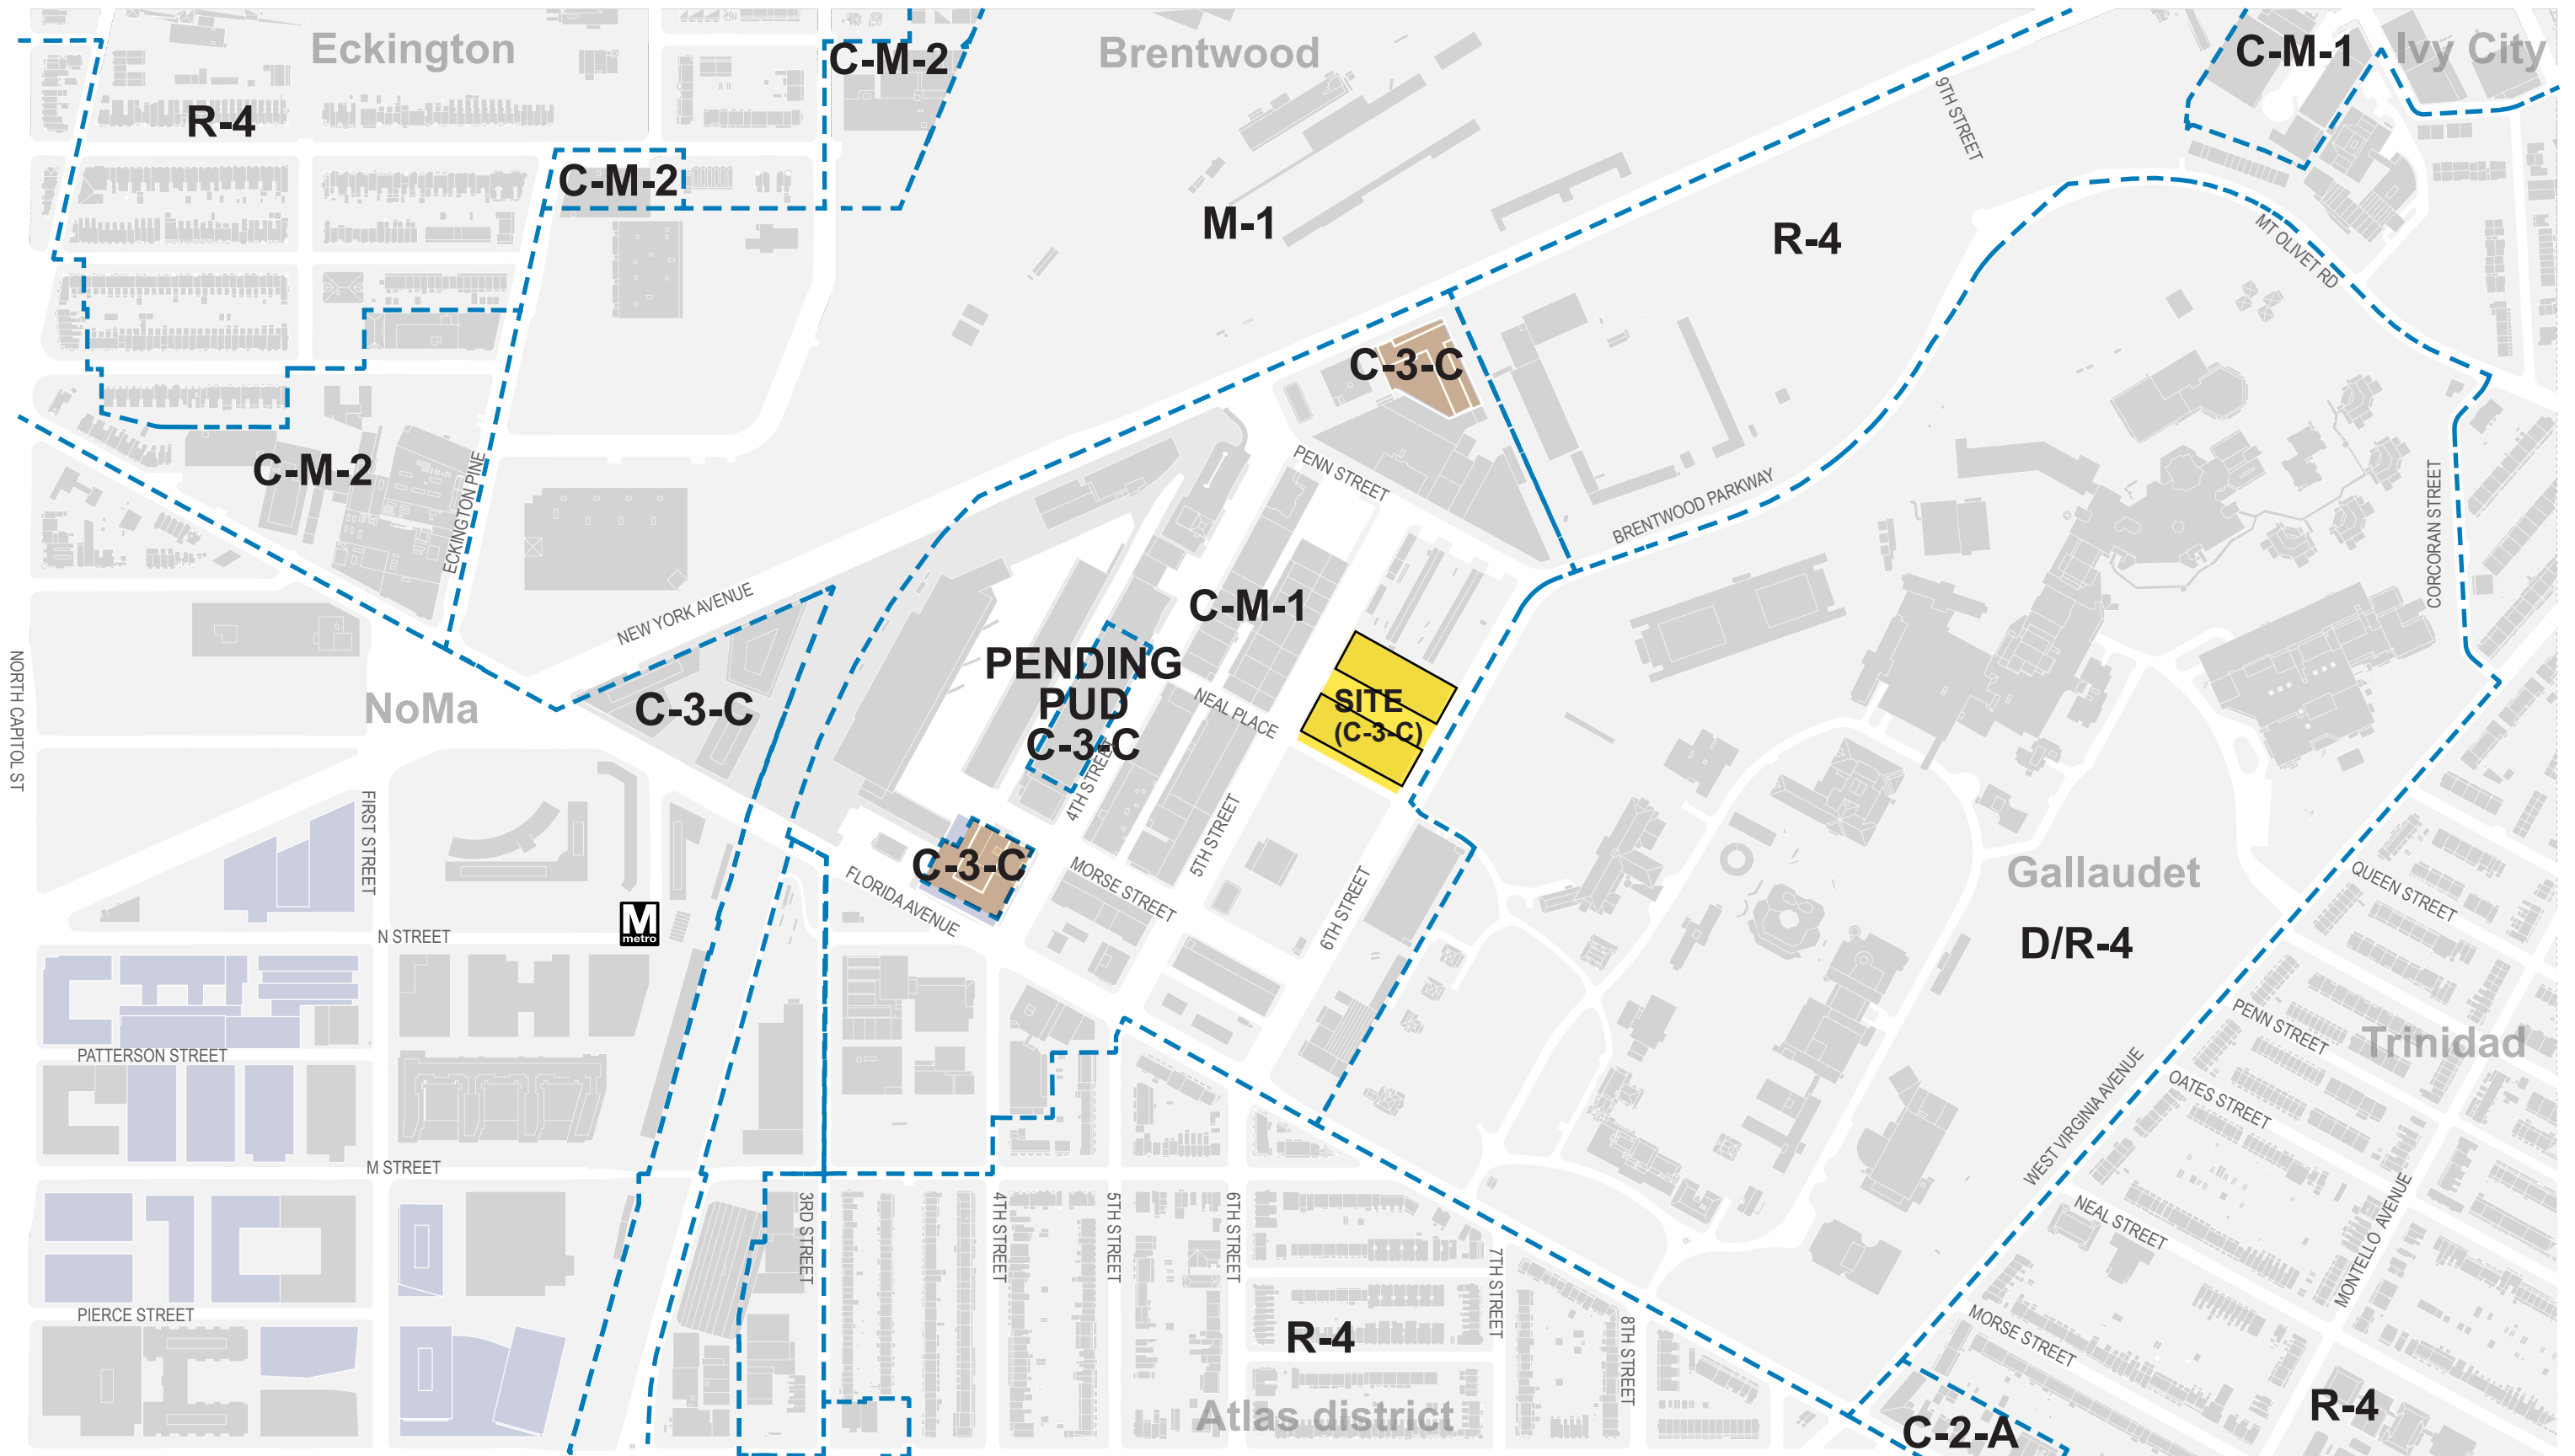 Eckington
C-M-2
Brentwood
C-M-1
Ivy City
R-4
9TH STREET
C-M-2
M-1
R-4
MT OLIVET RD
C-3-C
C-M-2
ECKINGTON PINE
PENN STREET
BRENTWOOD PARKWAY
CORCORAN STREET
NEW YORK AVENUE
C-M-1
NORTH CAPITOL ST
NoMa
C-3-C
PENDING
PUD
C-3-C
NEAL PLACE
SITE
(C-3-C)
4TH STREET
FIRST STREET
5TH STREET
C-3-C
FLORIDA AVENUE
MORSE STREET
6TH STREET
Gallaudet
D/R-4
QUEEN STREET
N STREET
M
metro
PATTERSON STREET
PENN STREET
Trinidad
OATES STREET
WEST VIRGINIA AVENUE
M STREET
3RD STREET
4TH STREET
5TH STREET
6TH STREET
7TH STREET
8TH STREET
NEAL STREET
MONTELLO AVENUE
PIERCE STREET
R-4
MORSE STREET
Atlas district
C-2-A
R-4